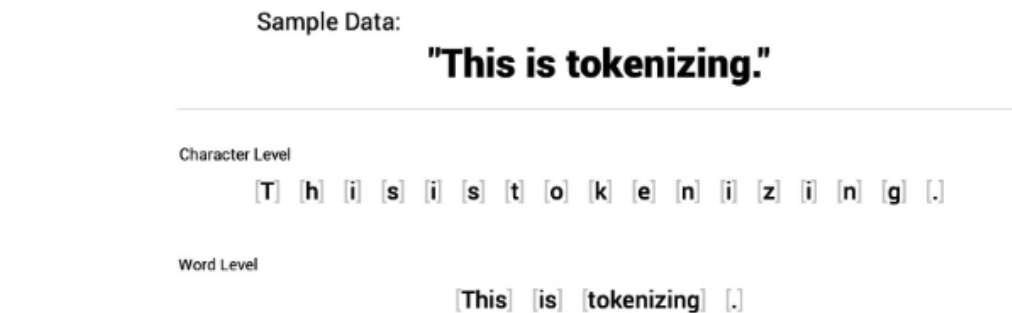 Sample Data:
"This is tokenizing."
Character Level
[T] [h] [i] [s] [i] [s] [t] [o] [k] [e] [n] [i] [z] [i] [n] [g] [.]
Word Level
[This] [is] [tokenizing] [.]